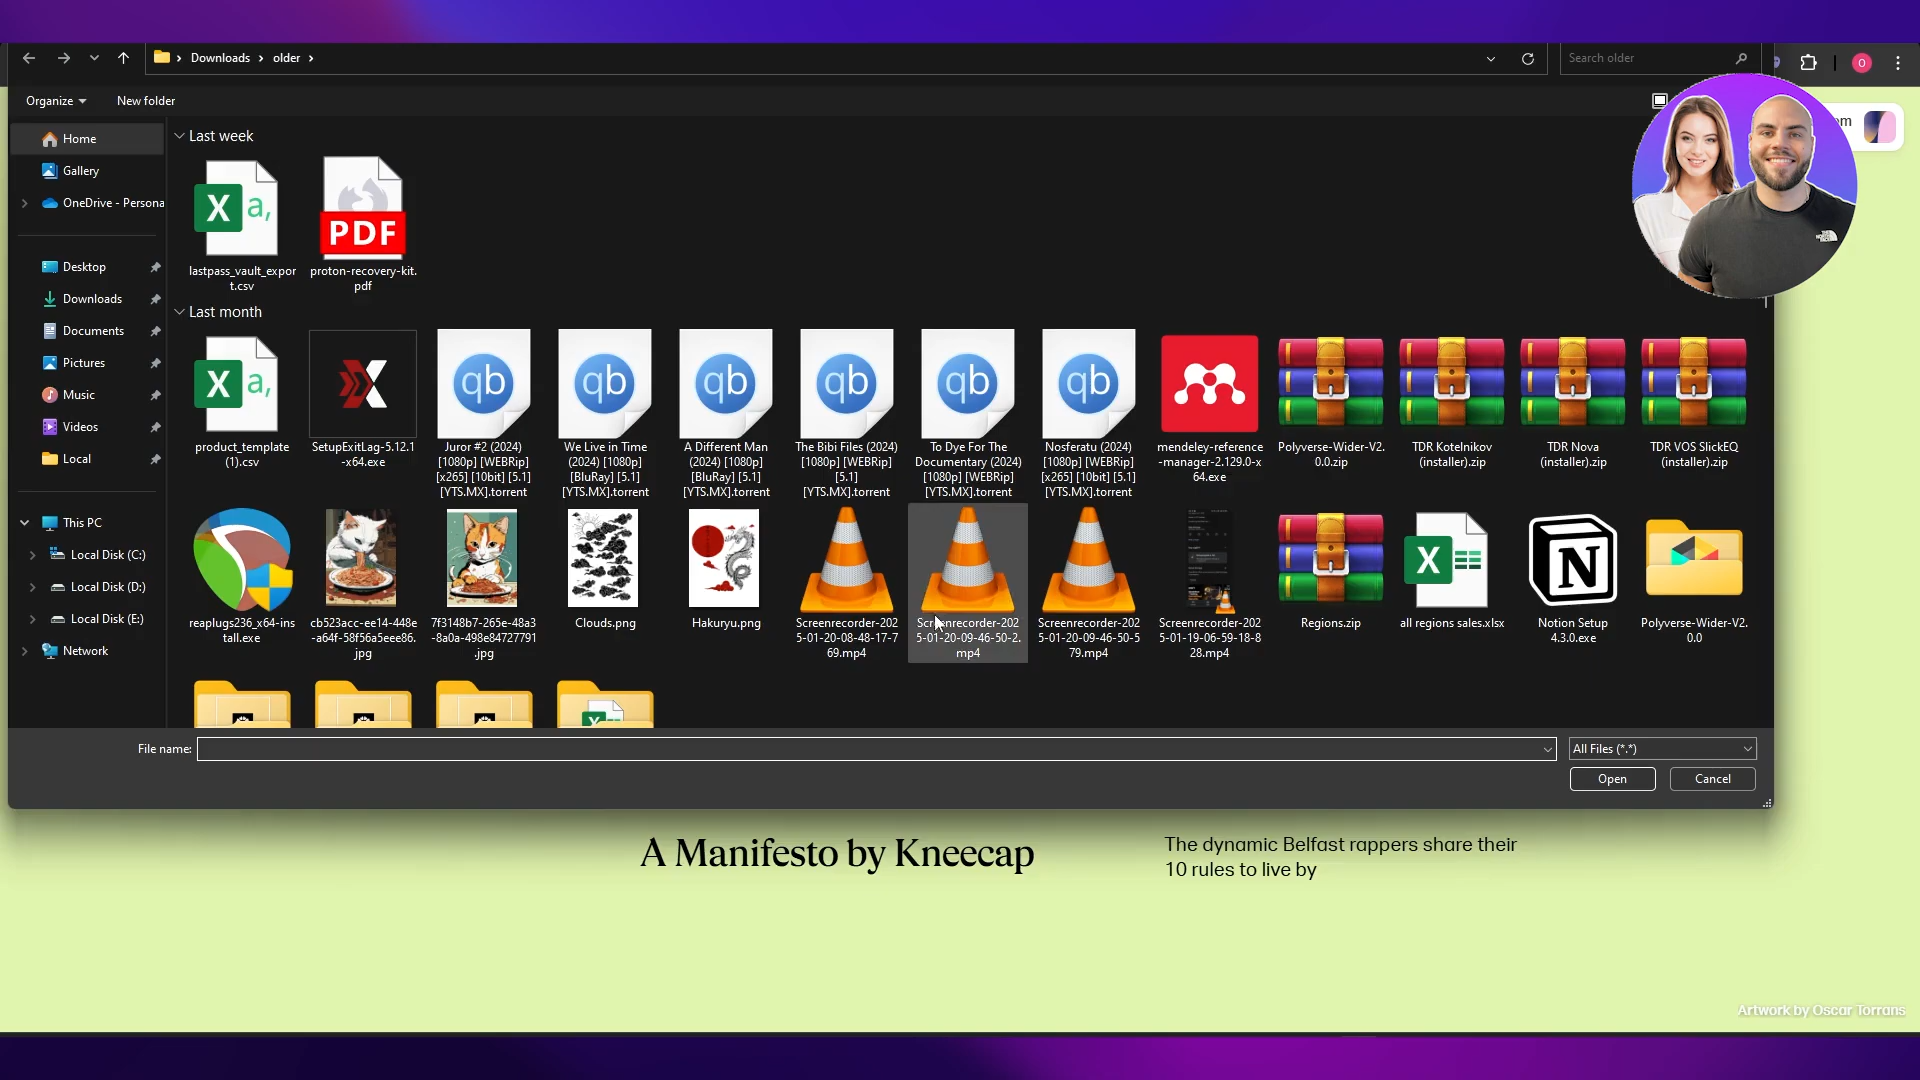 Downloads
older
Search older
O
Organize
New folder
om
Home
Gallery
OneDrive - Persona
Desktop
Downloads
Documents
Pictures
Music
Videos
Local
This PC
Local Disk (C:)
Local Disk (D:)
Local Disk (E:)
Network
Last week
X a,
PDF
lastpass_vault_expor
t.csv
proton-recovery-kit.
pdf
Last month
X a,
qb
qb
qb
qb
qb
qb
product_template
(1).csv
SetupExitLag-5.12.1
-x64.exe
Juror #2 (2024)
[1080p] [WEBRip]
[x265] [10bit] [5.1]
[YTS.MX].torrent
We Live in Time
(2024) [1080p]
[BluRay] [5.1]
[YTS.MX].torrent
A Different Man
(2024) [1080p]
[BluRay] [5.1]
[YTS.MX].torrent
The Bibi Files (2024)
[1080p] [WEBRip]
[5.1]
[YTS.MX].torrent
To Dye For The
Documentary (2024)
[1080p] [WEBRip]
[YTS.MX].torrent
Nosferatu (2024)
[1080p] [WEBRip]
[x265] [10bit] [5.1]
[YTS.MX].torrent
mendeley-reference
-manager-2.129.0-x
64.exe
Polyverse-Wider-V2.
0.0.zip
TDR Kotelnikov
(installer).zip
TDR Nova
(installer).zip
TDR VOS SlickEQ
(installer).zip
X
N
reaplugs236_x64-ins
tall.exe
cb523acc-ee14-448e
-a64f-58f56a5eee86.
jpg
7f3148b7-265e-48a3
-8a0a-498e84727791
.jpg
Clouds.png
Hakuryu.png
Screenrecorder-202
5-01-20-08-48-17-7
69.mp4
Screenrecorder-202
5-01-20-09-46-50-2.
mp4
Screenrecorder-202
5-01-20-09-46-50-5
79.mp4
Screenrecorder-202
5-01-19-06-59-18-8
28.mp4
Regions.zip
all regions sales.xlsx
Notion Setup
4.3.0.exe
Polyverse-Wider-V2.
0.0
File name:
All Files (*.*)
Open
Cancel
A Manifesto by Kneecap
The dynamic Belfast rappers share their
10 rules to live by
Artwork by Oscar Torrans